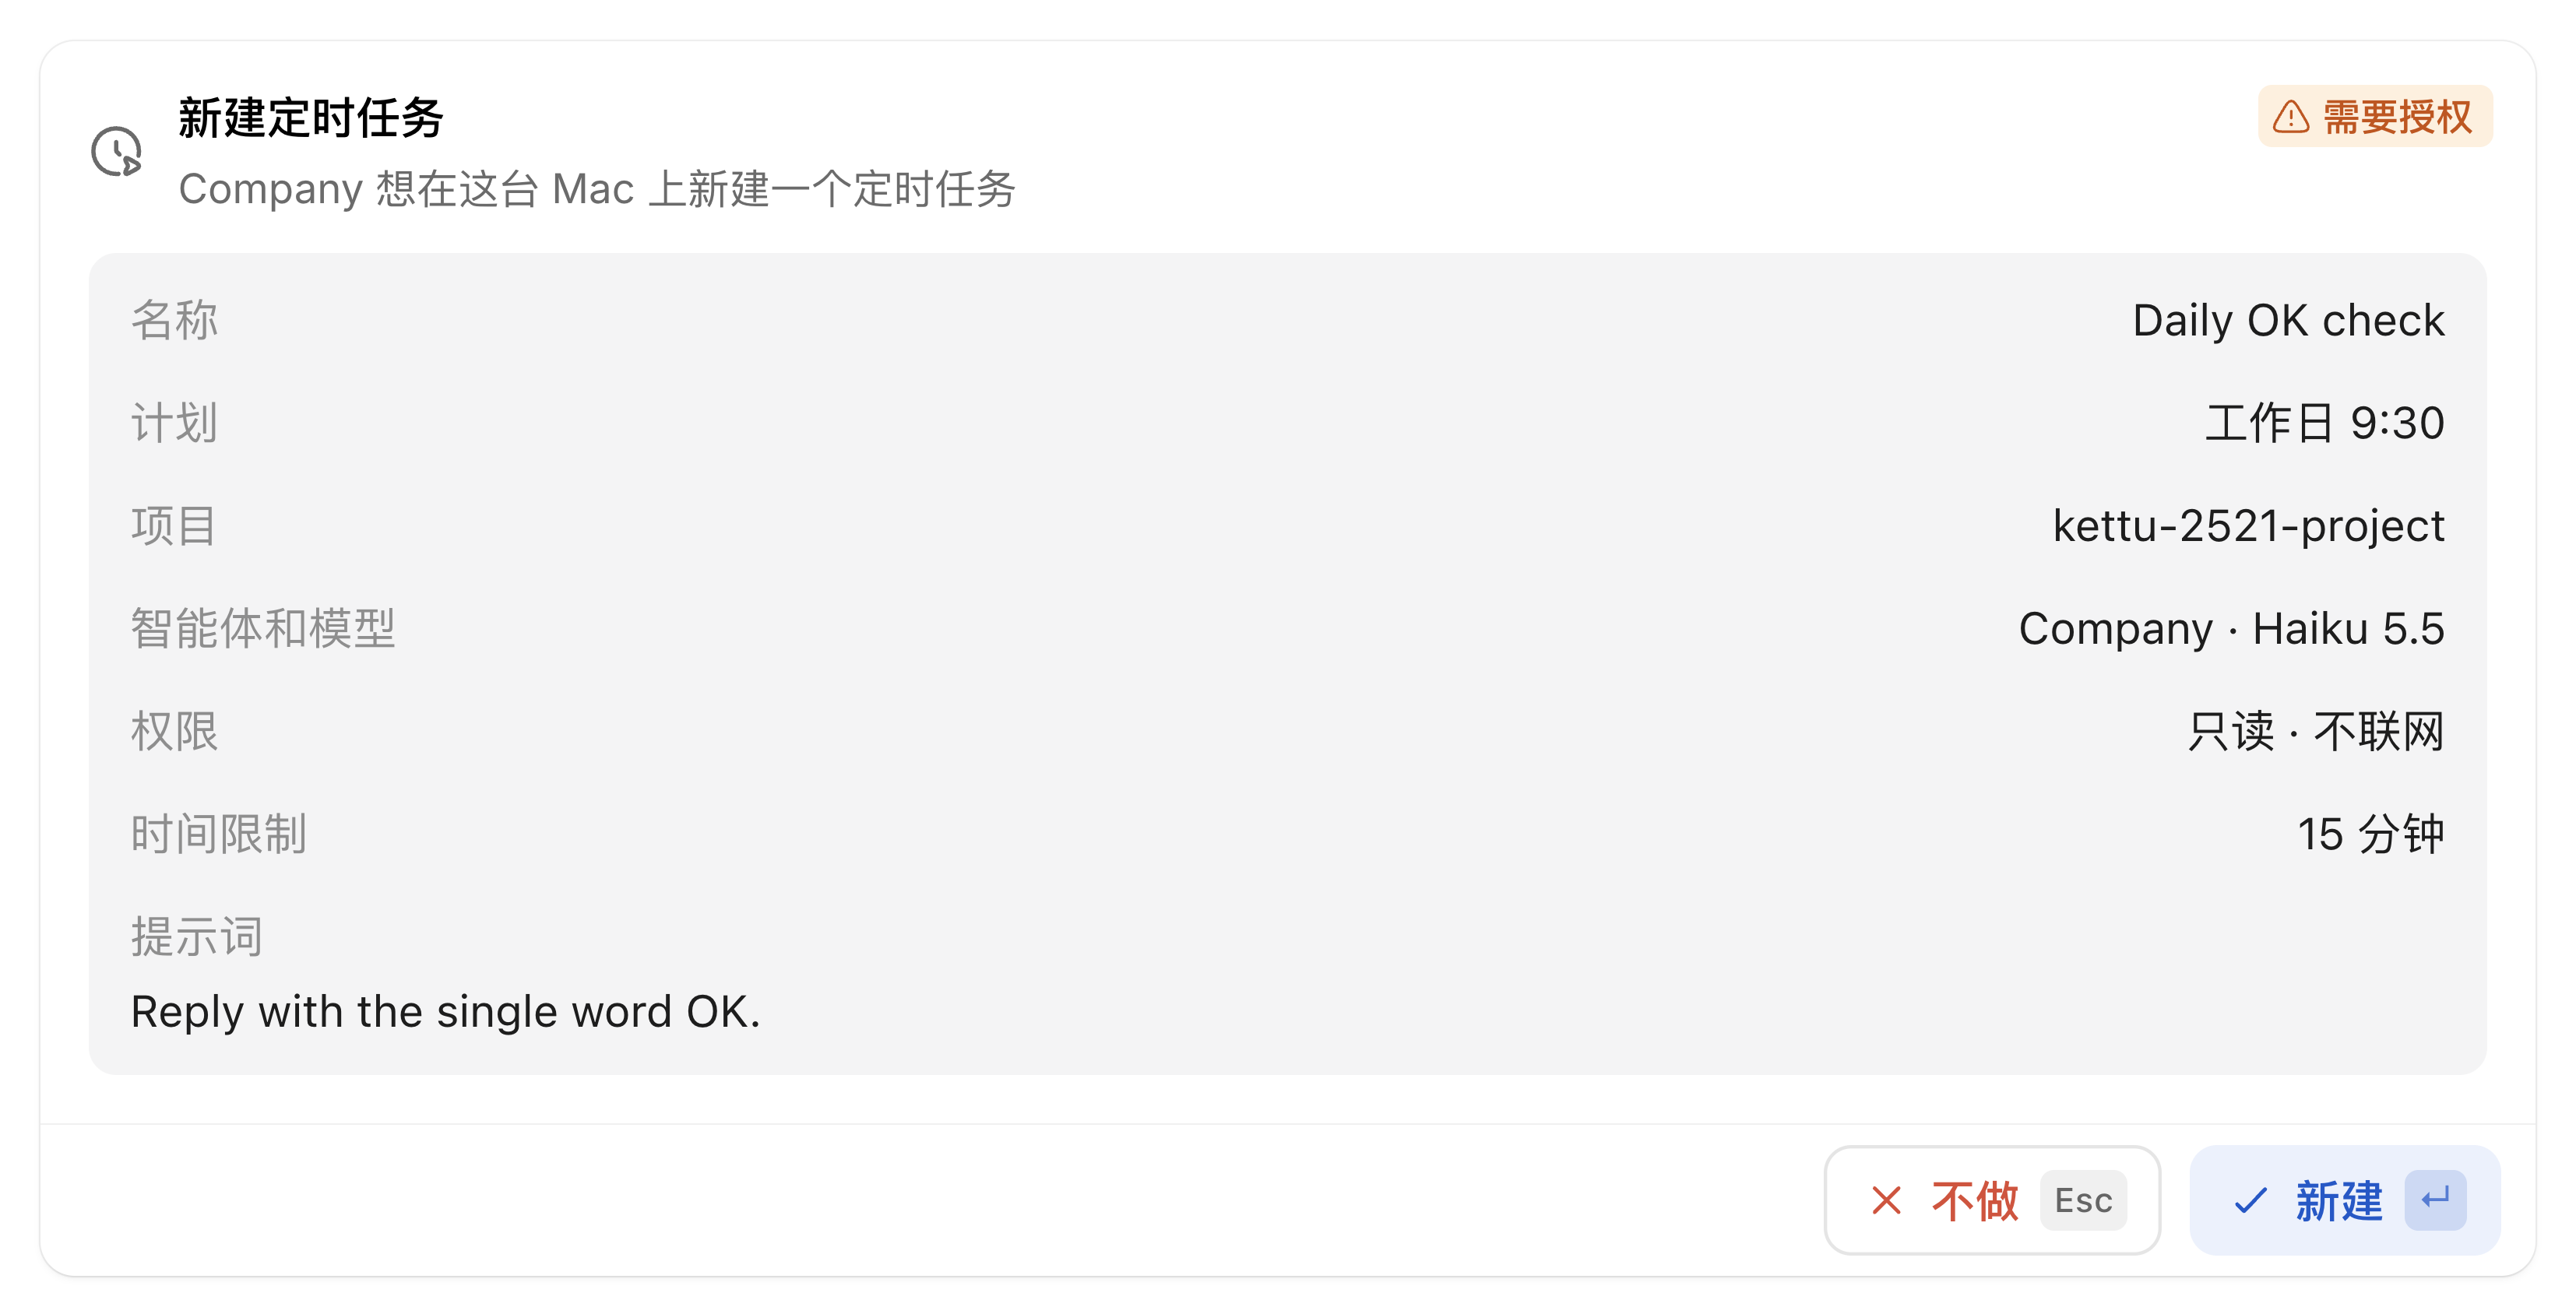 新建定时任务
需要授权
Company 想在这台 Mac 上新建一个定时任务
名称
Daily OK check
计划
工作日 9:30
项目
kettu-2521-project
智能体和模型
Company · Haiku 5.5
权限
只读 · 不联网
时间限制
15 分钟
提示词
Reply with the single word OK.
不做 Esc
新建